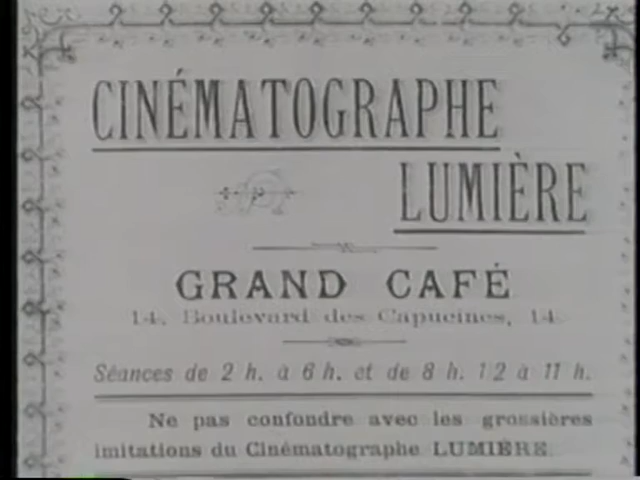 CINÉMATOGRAPHE
LUMIÈRE
GRAND CAFÉ
14, Boulevard des Capucines, 14
Séances de 2 h. à 6 h. et de 8 h. 1 2 à 11 h.
Ne pas confondre avec les grossières
imitations du Cinématographe LUMIÈRE.